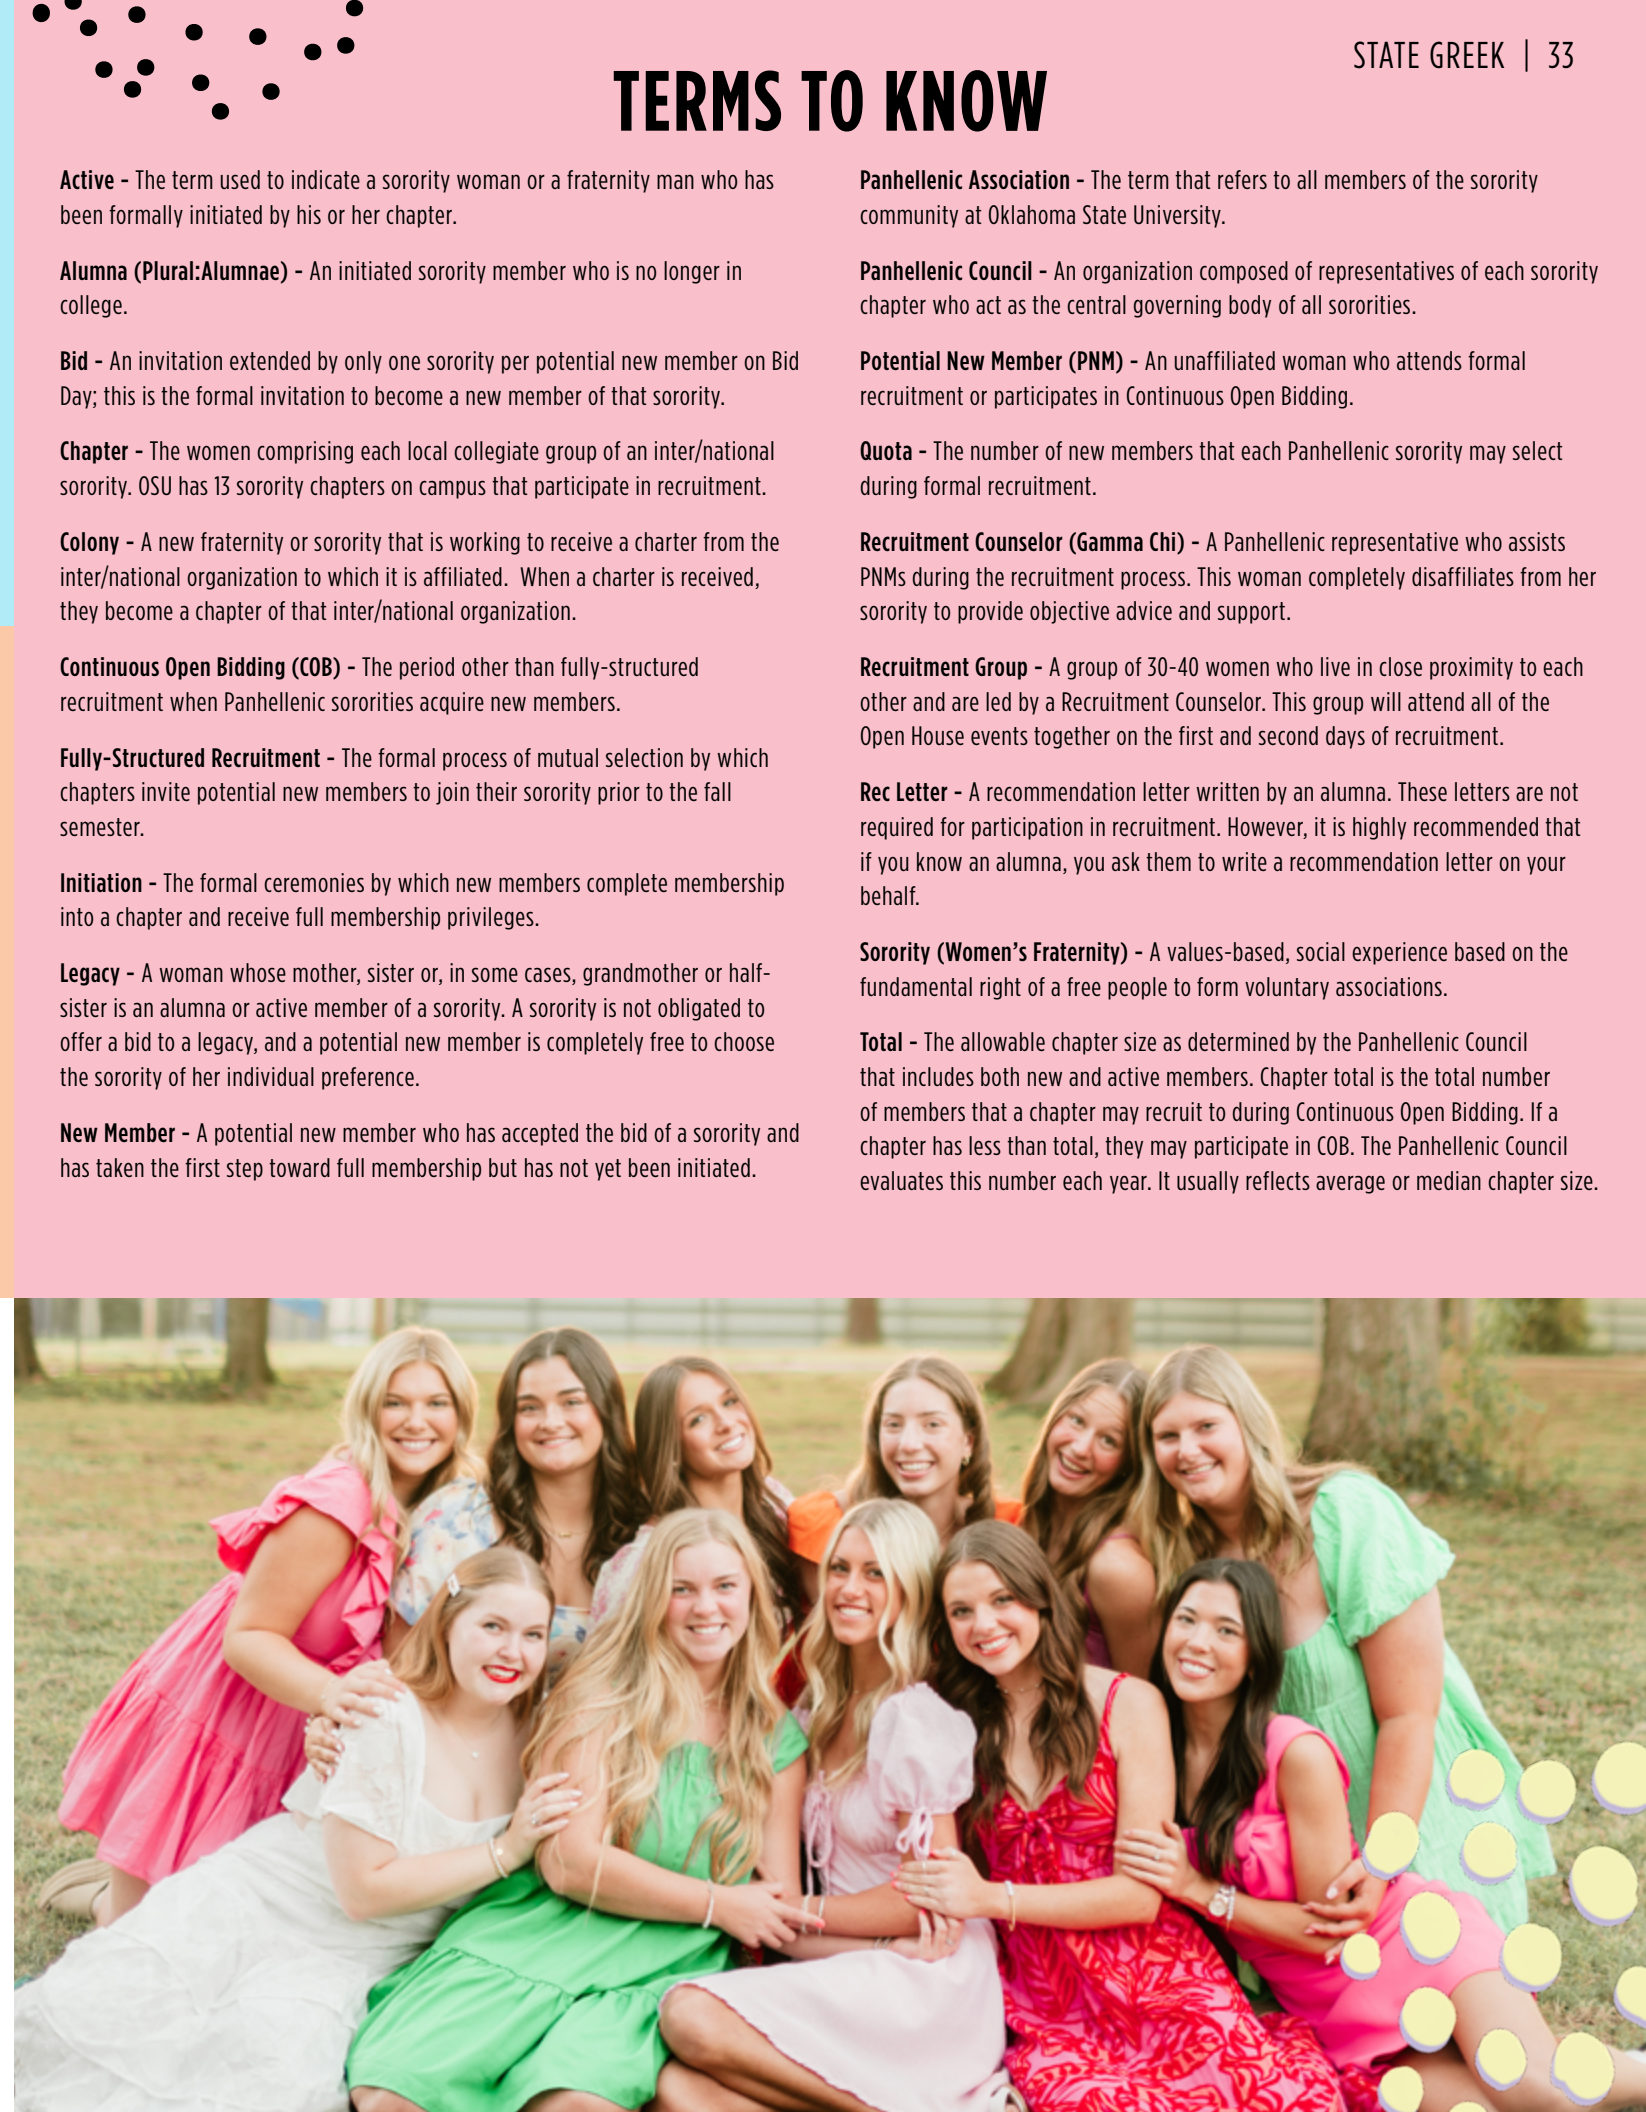 STATE GREEK | 33
TERMS TO KNOW
Active - The term used to indicate a sorority woman or a fraternity man who has
been formally initiated by his or her chapter.
Alumna (Plural:Alumnae) - An initiated sorority member who is no longer in
college.
Bid - An invitation extended by only one sorority per potential new member on Bid
Day; this is the formal invitation to become a new member of that sorority.
Chapter - The women comprising each local collegiate group of an inter/national
sorority. OSU has 13 sorority chapters on campus that participate in recruitment.
Colony - A new fraternity or sorority that is working to receive a charter from the
inter/national organization to which it is affiliated.  When a charter is received,
they become a chapter of that inter/national organization.
Continuous Open Bidding (COB) - The period other than fully-structured
recruitment when Panhellenic sororities acquire new members.
Fully-Structured Recruitment - The formal process of mutual selection by which
chapters invite potential new members to join their sorority prior to the fall
semester.
Initiation - The formal ceremonies by which new members complete membership
into a chapter and receive full membership privileges.
Legacy - A woman whose mother, sister or, in some cases, grandmother or half-
sister is an alumna or active member of a sorority. A sorority is not obligated to
offer a bid to a legacy, and a potential new member is completely free to choose
the sorority of her individual preference.
New Member - A potential new member who has accepted the bid of a sorority and
has taken the first step toward full membership but has not yet been initiated.
Panhellenic Association - The term that refers to all members of the sorority
community at Oklahoma State University.
Panhellenic Council - An organization composed of representatives of each sorority
chapter who act as the central governing body of all sororities.
Potential New Member (PNM) - An unaffiliated woman who attends formal
recruitment or participates in Continuous Open Bidding.
Quota - The number of new members that each Panhellenic sorority may select
during formal recruitment.
Recruitment Counselor (Gamma Chi) - A Panhellenic representative who assists
PNMs during the recruitment process. This woman completely disaffiliates from her
sorority to provide objective advice and support.
Recruitment Group - A group of 30-40 women who live in close proximity to each
other and are led by a Recruitment Counselor. This group will attend all of the
Open House events together on the first and second days of recruitment.
Rec Letter - A recommendation letter written by an alumna. These letters are not
required for participation in recruitment. However, it is highly recommended that
if you know an alumna, you ask them to write a recommendation letter on your
behalf.
Sorority (Women's Fraternity) - A values-based, social experience based on the
fundamental right of a free people to form voluntary associations.
Total - The allowable chapter size as determined by the Panhellenic Council
that includes both new and active members. Chapter total is the total number
of members that a chapter may recruit to during Continuous Open Bidding. If a
chapter has less than total, they may participate in COB. The Panhellenic Council
evaluates this number each year. It usually reflects average or median chapter size.